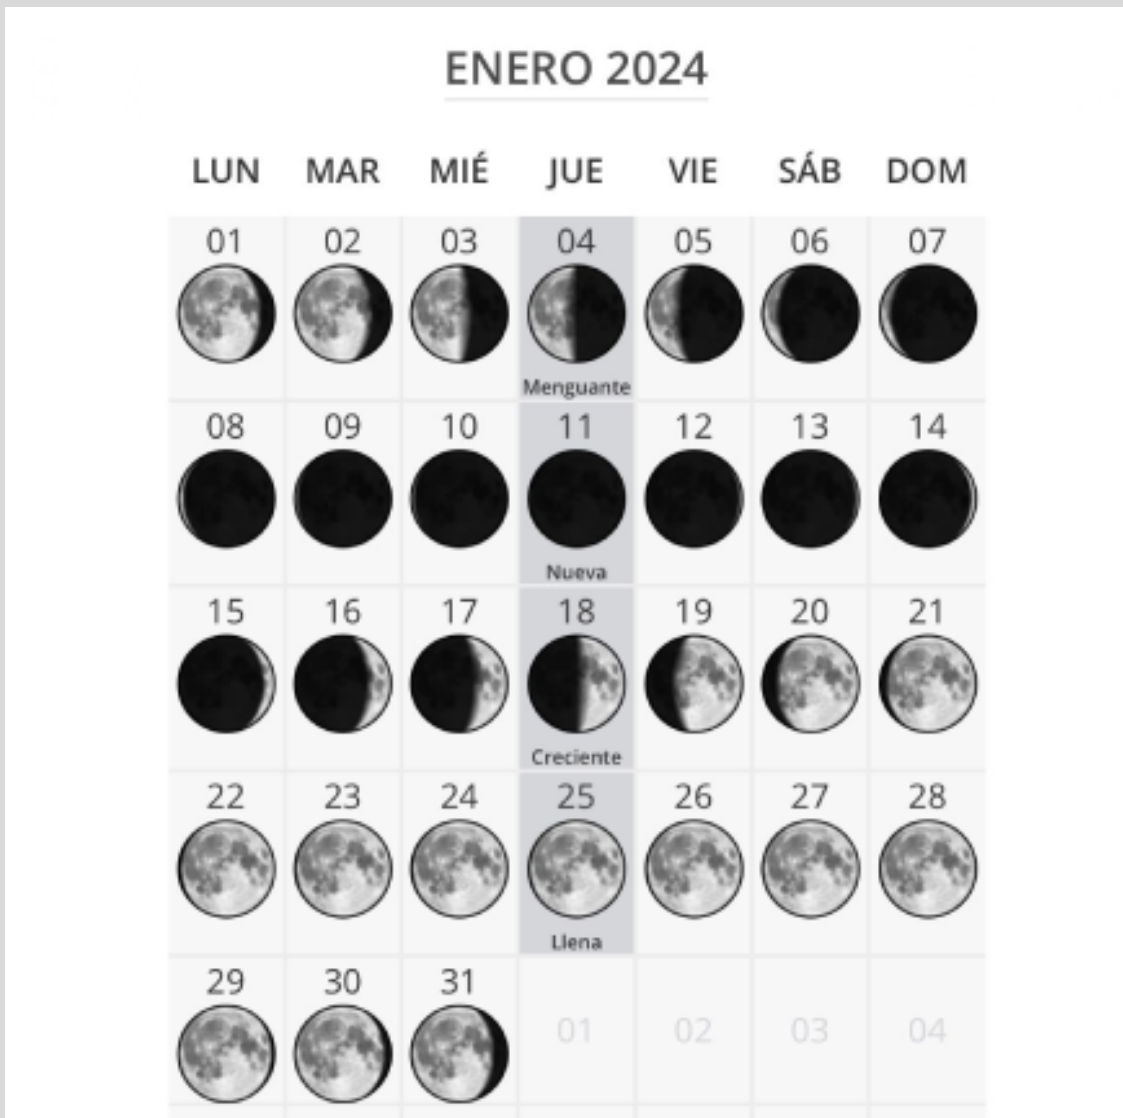 ENERO 2024
LUN MAR MIÉ JUE VIE SÁB DOM
01 02 03 04 05 06 07
Menguante
08 09 10 11 12 13 14
Nueva
15 16 17 18 19 20 21
Creciente
22 23 24 25 26 27 28
Llena
29 30 31 01 02 03 04